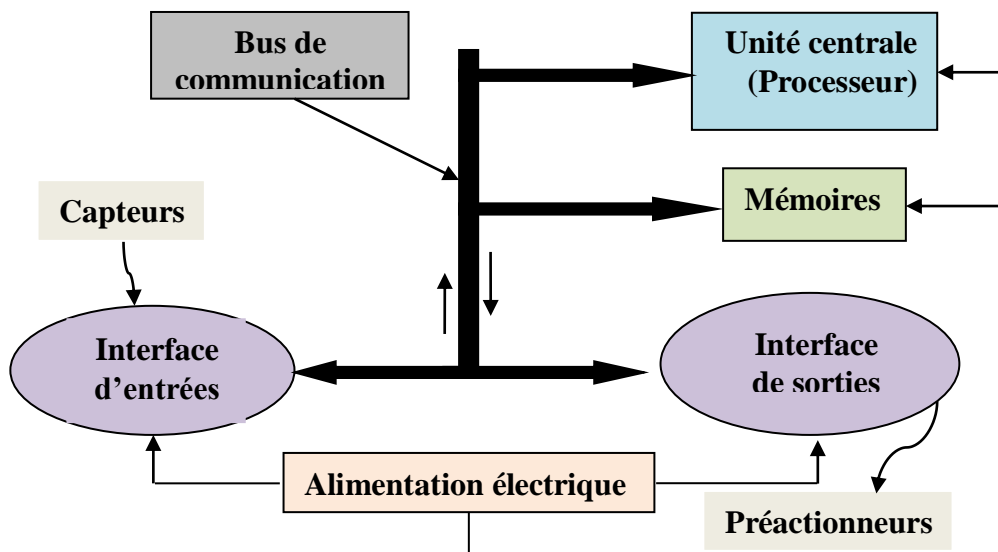 Bus de
communication
Unité centrale
(Processeur)
Capteurs
Mémoires
Interface
d’entrées
Interface
de sorties
Alimentation électrique
Préactionneurs